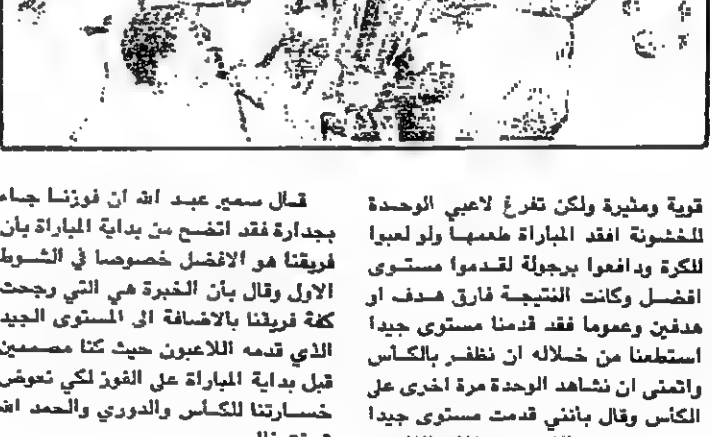 قوية ومثيرة ولكن تفرغ لاعبي الوحدة
للخشونة افقد المباراة طعمها ولو لعبوا
للكرة ودافعوا برجولة لقدموا مستوى
افضل وكانت النتيجة فارق هدف او
هدفين وعموما فقد قدمنا مستوى جيدا
استطعنا من خلاله ان نظفر بالكأس
واتمنى ان نشاهد الوحدة مرة اخرى على
الكأس وقال بأنني قدمت مستوى جيدا
قال سمير عبد الله ان فوزنا جاء
بجدارة فقد اتضح من بداية المباراة بأن
فريقنا هو الافضل خصوصا في الشوط
الاول وقال بأن الخبرة هي التي رجحت
كفة فريقنا بالاضافة الى المستوى الجيد
الذي قدمه اللاعبون حيث كنا مصممين
قبل بداية المباراة على الفوز لكي نعوض
خسارتنا للكأس والدوري والحمد الله